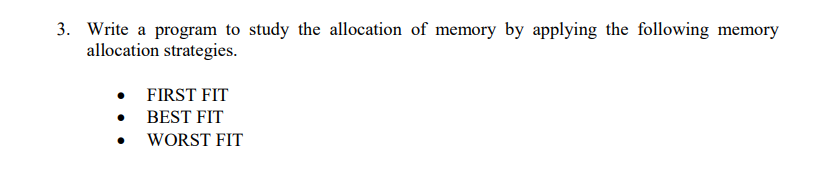 3. Write a program to study the allocation of memory by applying the following memory
allocation strategies.
• FIRST FIT
• BEST FIT
• WORST FIT